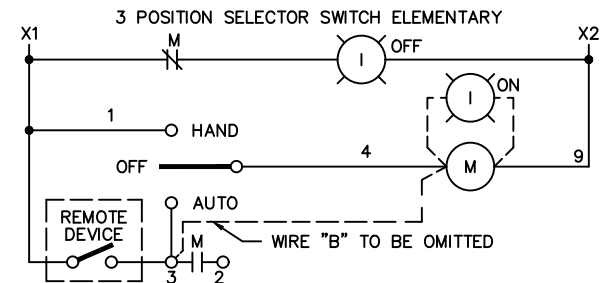 3 POSITION SELECTOR SWITCH ELEMENTARY
X1
X2
M
I
OFF
I
ON
1
HAND
OFF
4
M
9
AUTO
REMOTE
DEVICE
M
WIRE "B" TO BE OMITTED
3
2